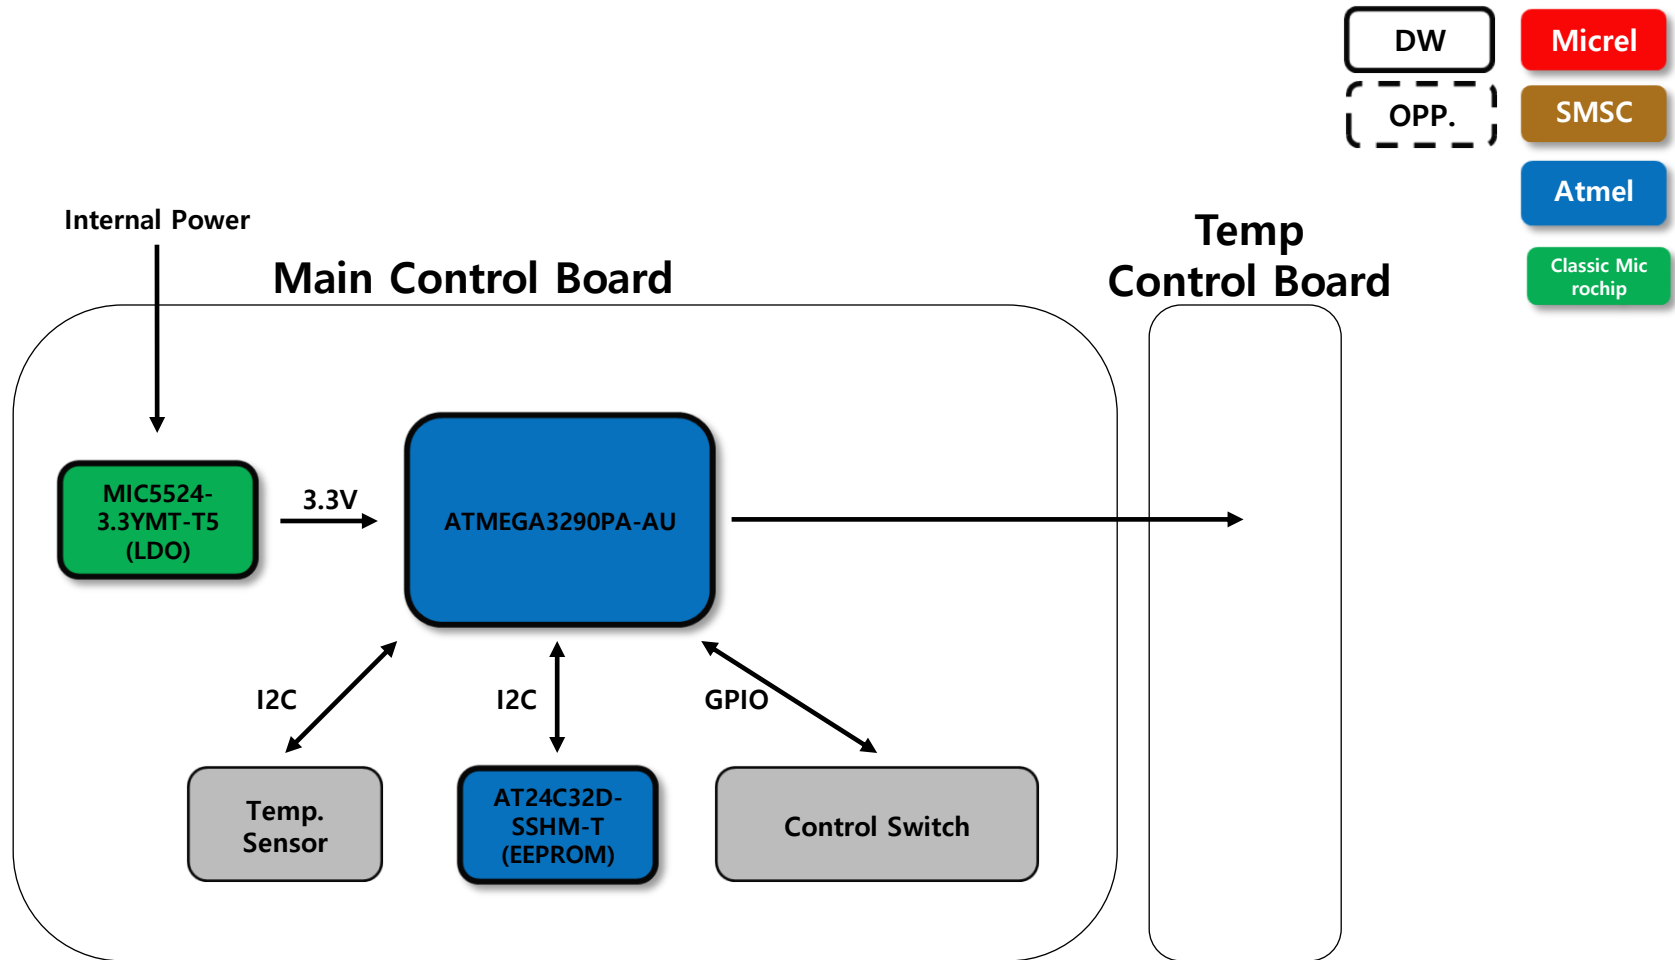 DW
Micrel
OPP.
SMSC
Atmel
Classic Mic
rochip
Internal Power
Main Control Board
Temp
Control Board
MIC5524-
3.3YMT-T5
(LDO)
3.3V
ATMEGA3290PA-AU
I2C
I2C
GPIO
Temp.
Sensor
AT24C32D-
SSHM-T
(EEPROM)
Control Switch